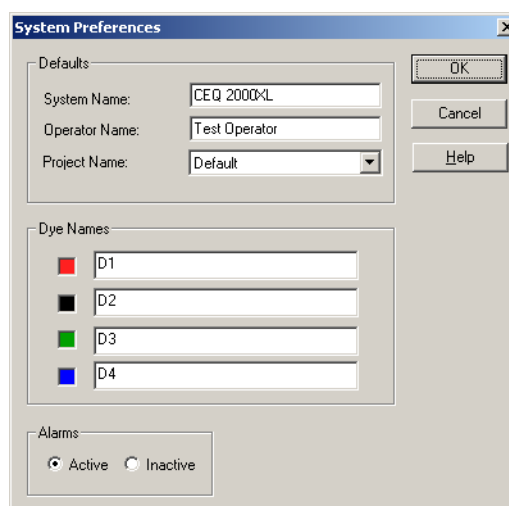 System Preferences
Defaults
System Name: CEQ 2000XL
Operator Name: Test Operator
Project Name: Default
OK
Cancel
Help
Dye Names
D1
D2
D3
D4
Alarms
Active Inactive